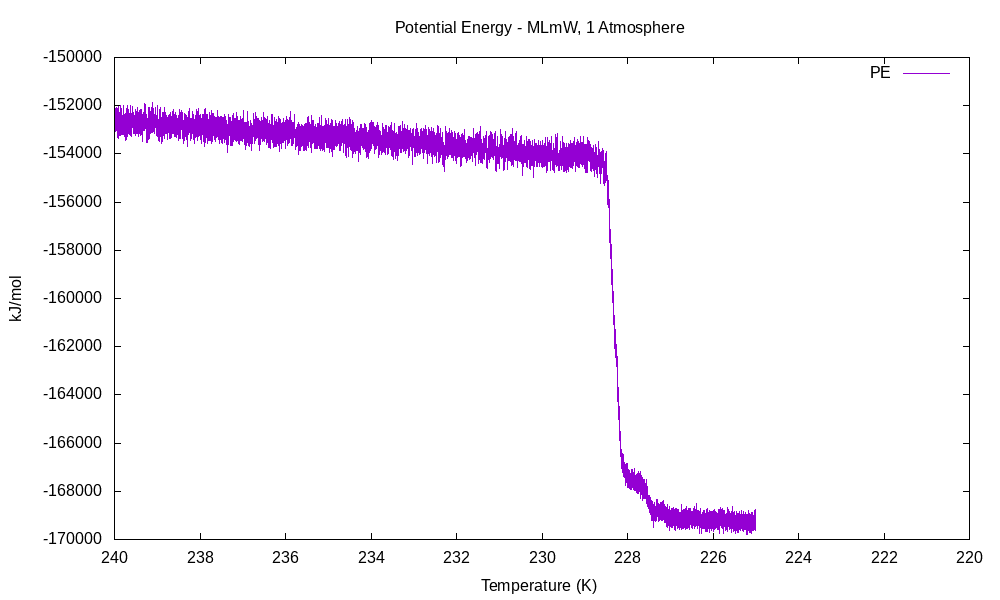 Potential Energy - MLmW, 1 Atmosphere
PE
-150000
-152000
-154000
-156000
-158000
-160000
-162000
-164000
-166000
-168000
-170000
kJ/mol
240 238 236 234 232 230 228 226 224 222 220
Temperature (K)